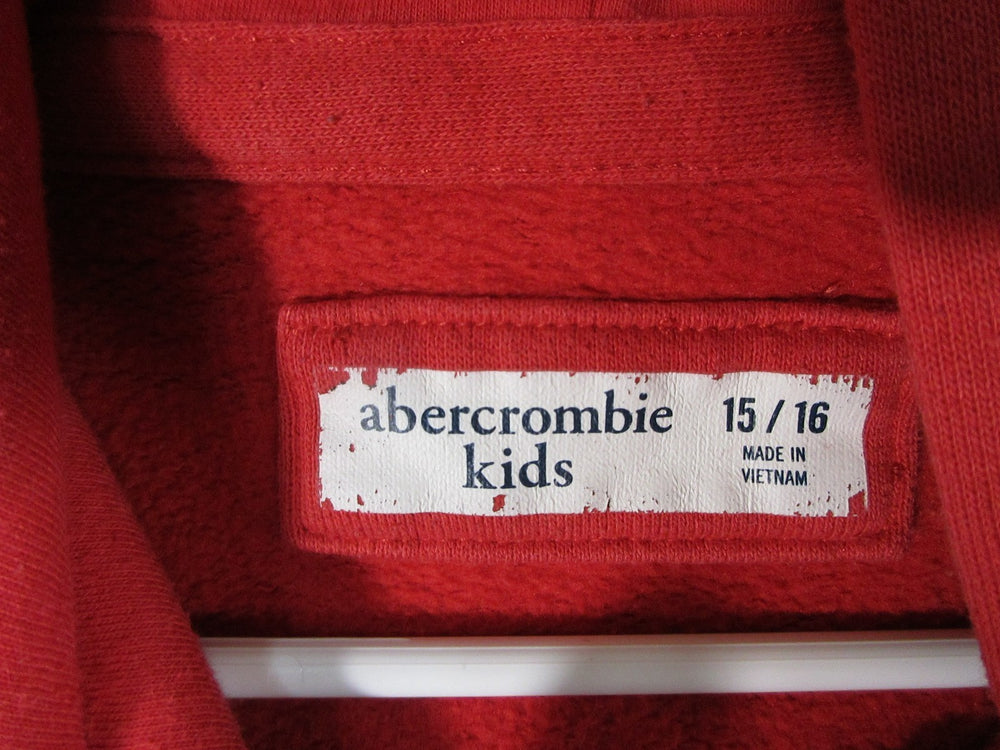 abercrombie
kids
15 / 16
MADE IN
VIETNAM